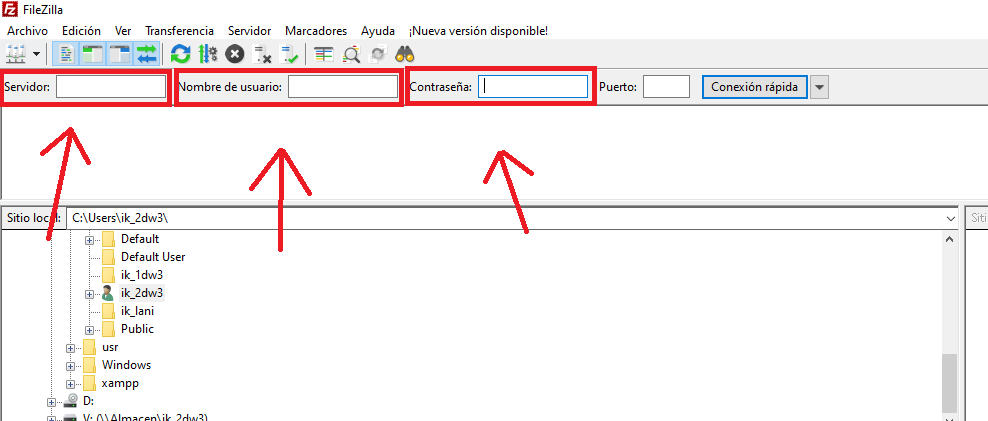 FileZilla
Archivo Edición Ver Transferencia Servidor Marcadores Ayuda ¡Nueva versión disponible!
Servidor: Nombre de usuario: Contraseña: Puerto: Conexión rápida
Sitio local: C:\Users\ik_2dw3\ Siti
Default
Default User
ik_1dw3
ik_2dw3
ik_lani
Public
usr
Windows
xampp
D:
V: (\\Almacen\ik_2dw3)